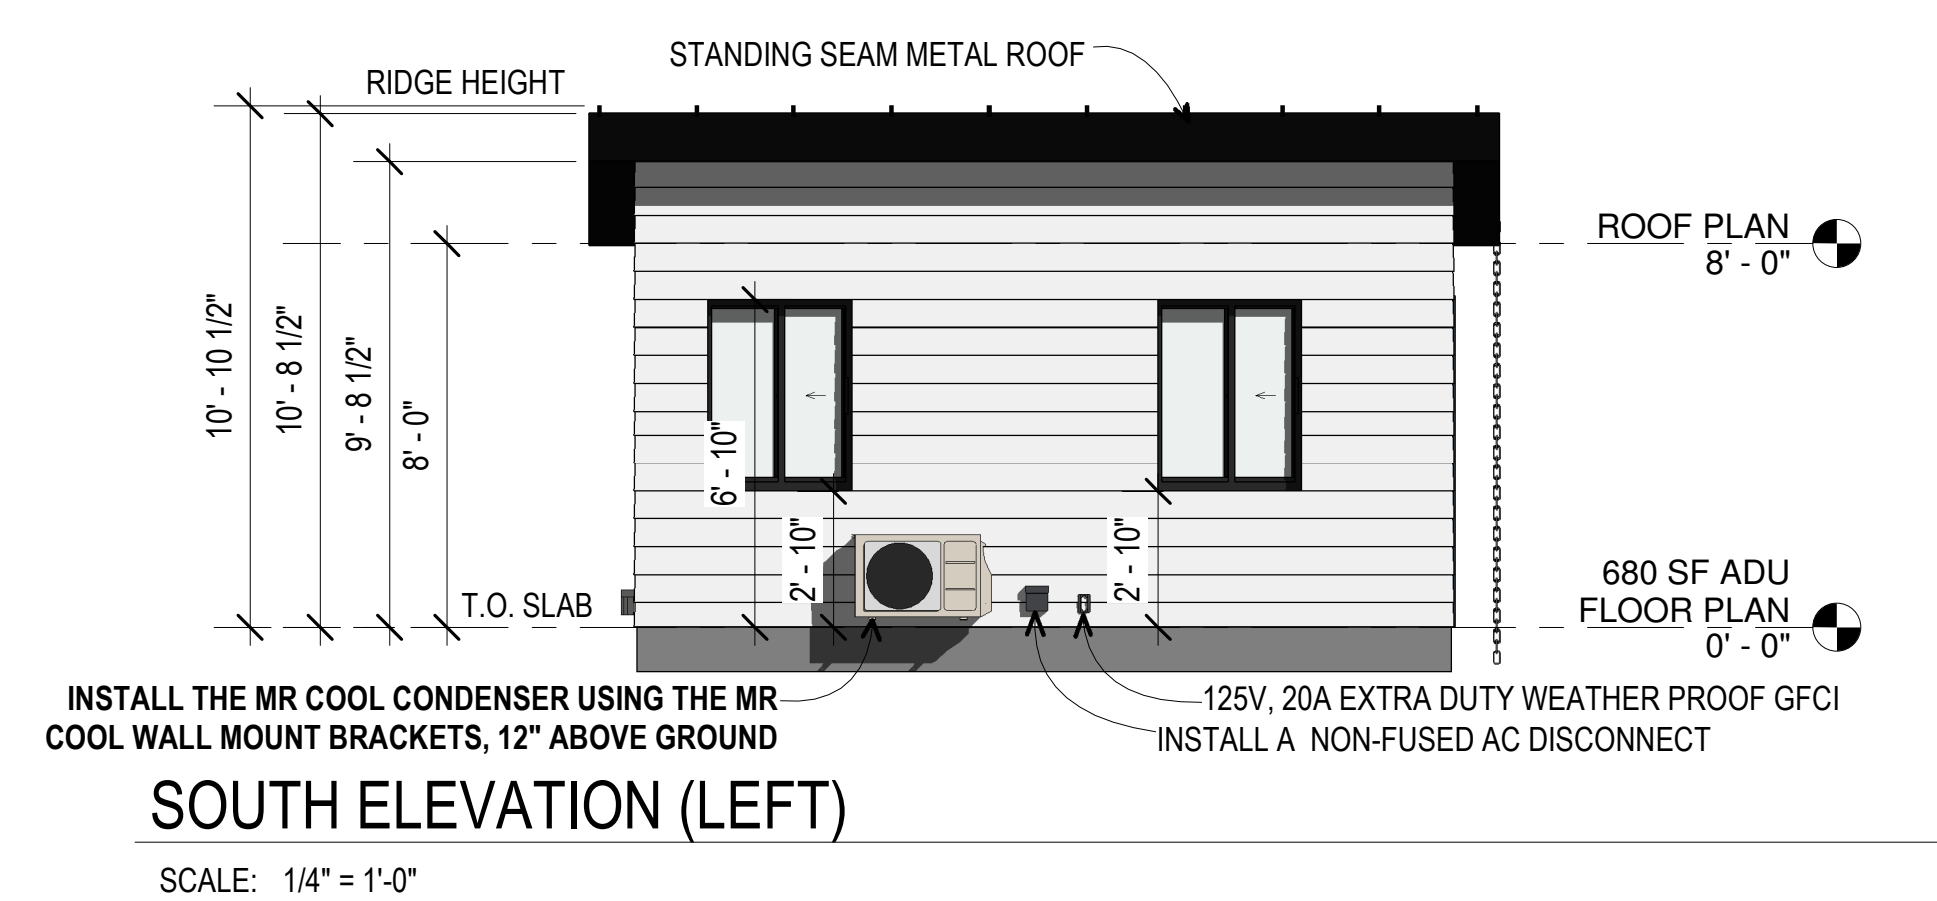 STANDING SEAM METAL ROOF
RIDGE HEIGHT
10' - 10 1/2"
10' - 8 1/2"
9' - 8 1/2"
8' - 0"
6' - 10"
2' - 10"
2' - 10"
ROOF PLAN
8' - 0"
T.O. SLAB
680 SF ADU
FLOOR PLAN
0' - 0"
INSTALL THE MR COOL CONDENSER USING THE MR
COOL WALL MOUNT BRACKETS, 12" ABOVE GROUND
125V, 20A EXTRA DUTY WEATHER PROOF GFCI
INSTALL A NON-FUSED AC DISCONNECT
SOUTH ELEVATION (LEFT)
SCALE: 1/4" = 1'-0"